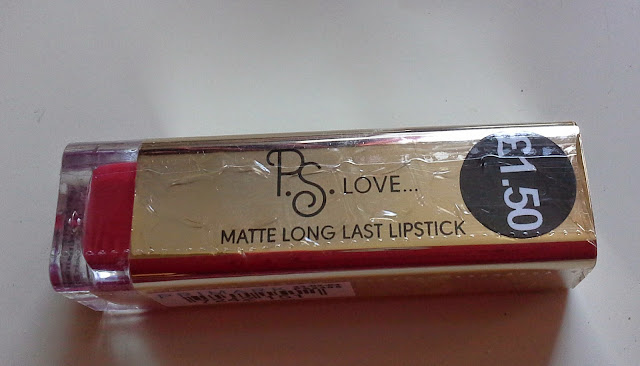 P.S. LOVE...
MATTE LONG LAST LIPSTICK
£1.50